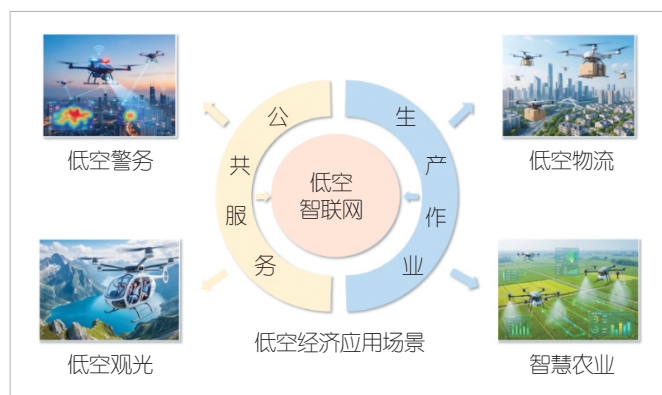 低空警务
低空观光
公共服务
低空
智联网
生产作业
低空经济应用场景
低空物流
智慧农业